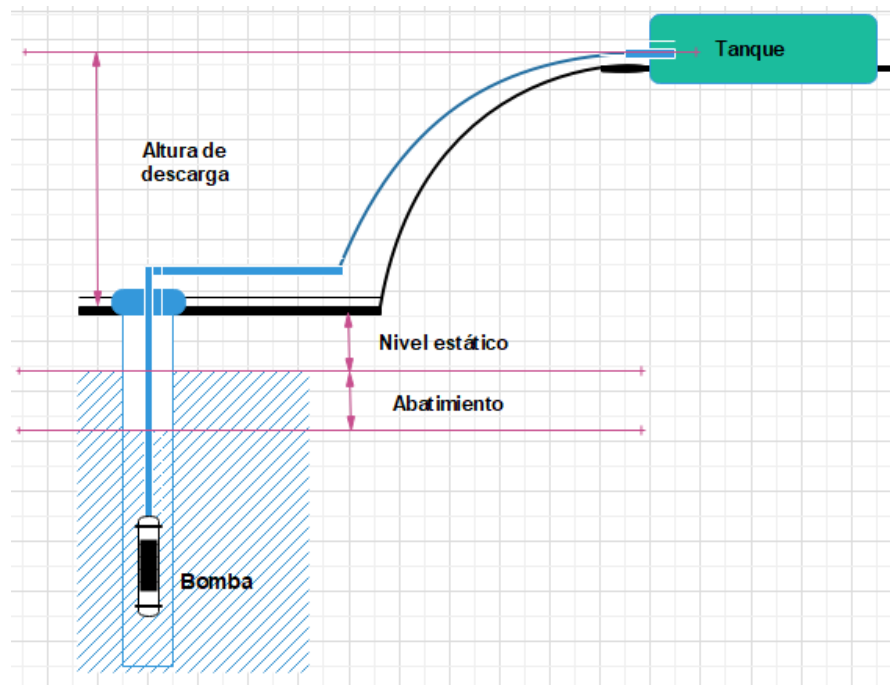 Tanque
Altura de
descarga
Nivel estático
Abatimiento
Bomba